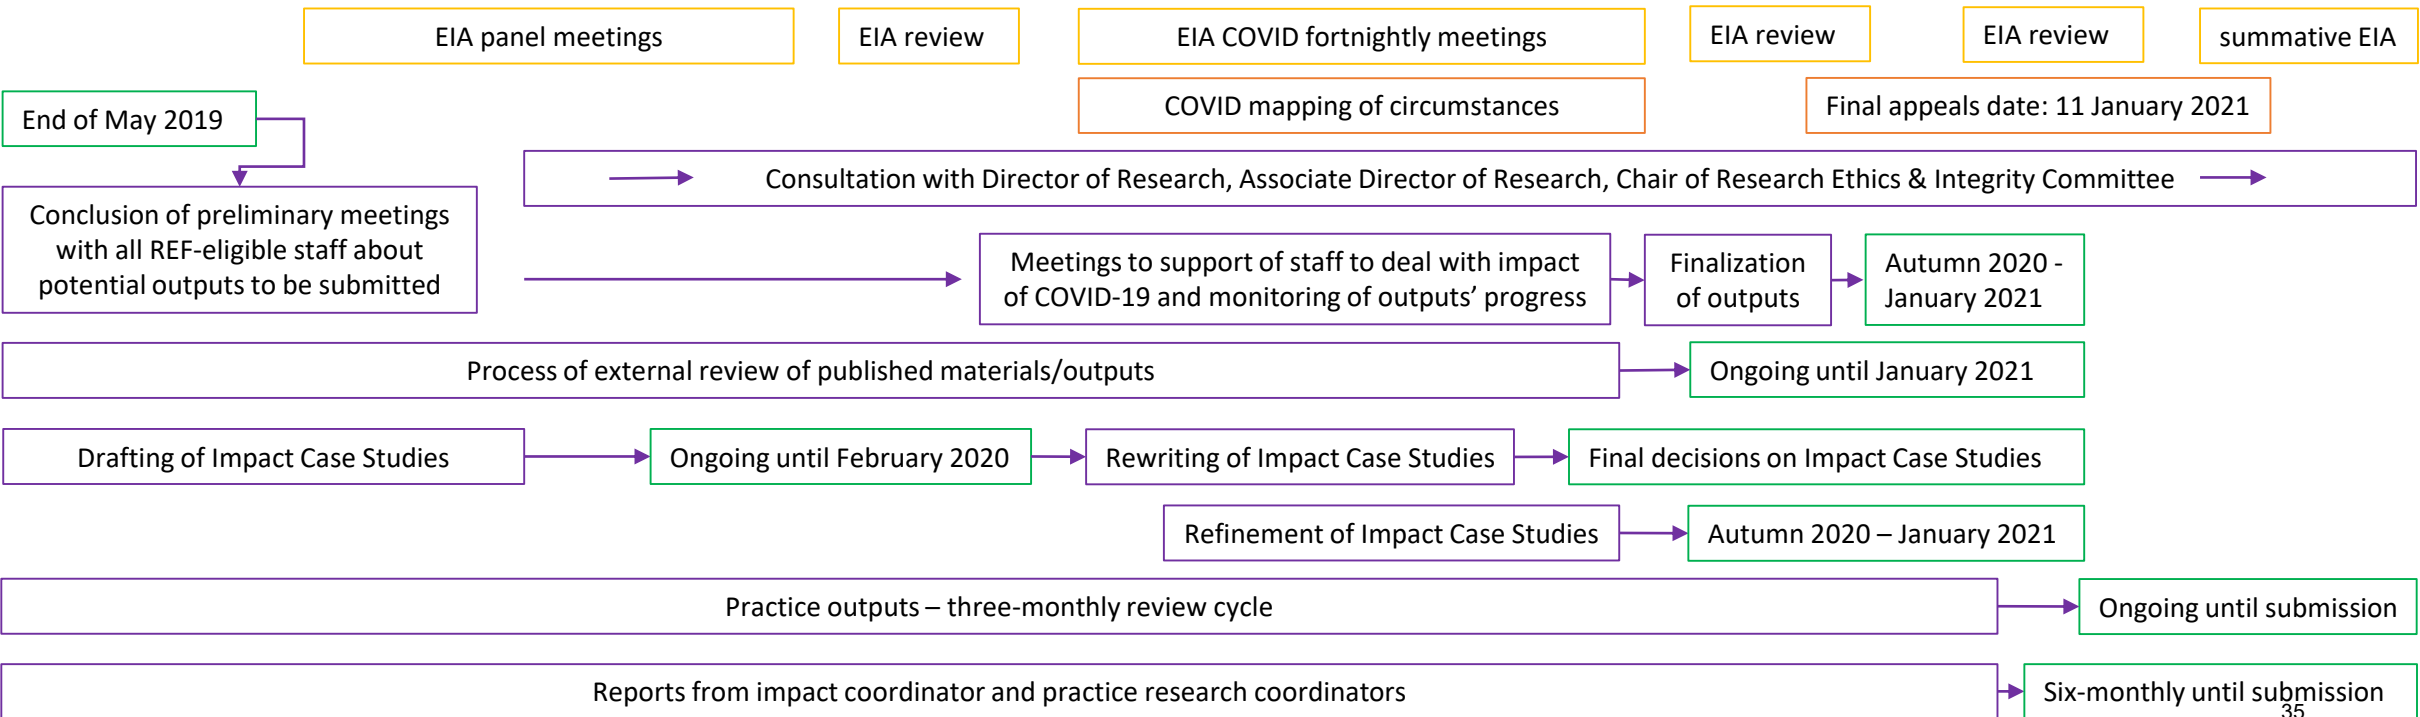 EIA panel meetings
EIA review
EIA COVID fortnightly meetings
EIA review
EIA review
summative EIA
COVID mapping of circumstances
Final appeals date: 11 January 2021
End of May 2019
Consultation with Director of Research, Associate Director of Research, Chair of Research Ethics & Integrity Committee
Conclusion of preliminary meetings
with all REF-eligible staff about
potential outputs to be submitted
Meetings to support of staff to deal with impact
of COVID-19 and monitoring of outputs’ progress
Finalization
of outputs
Autumn 2020 -
January 2021
Process of external review of published materials/outputs
Ongoing until January 2021
Drafting of Impact Case Studies
Ongoing until February 2020
Rewriting of Impact Case Studies
Final decisions on Impact Case Studies
Refinement of Impact Case Studies
Autumn 2020 – January 2021
Practice outputs – three-monthly review cycle
Ongoing until submission
Reports from impact coordinator and practice research coordinators
Six-monthly until submission
35